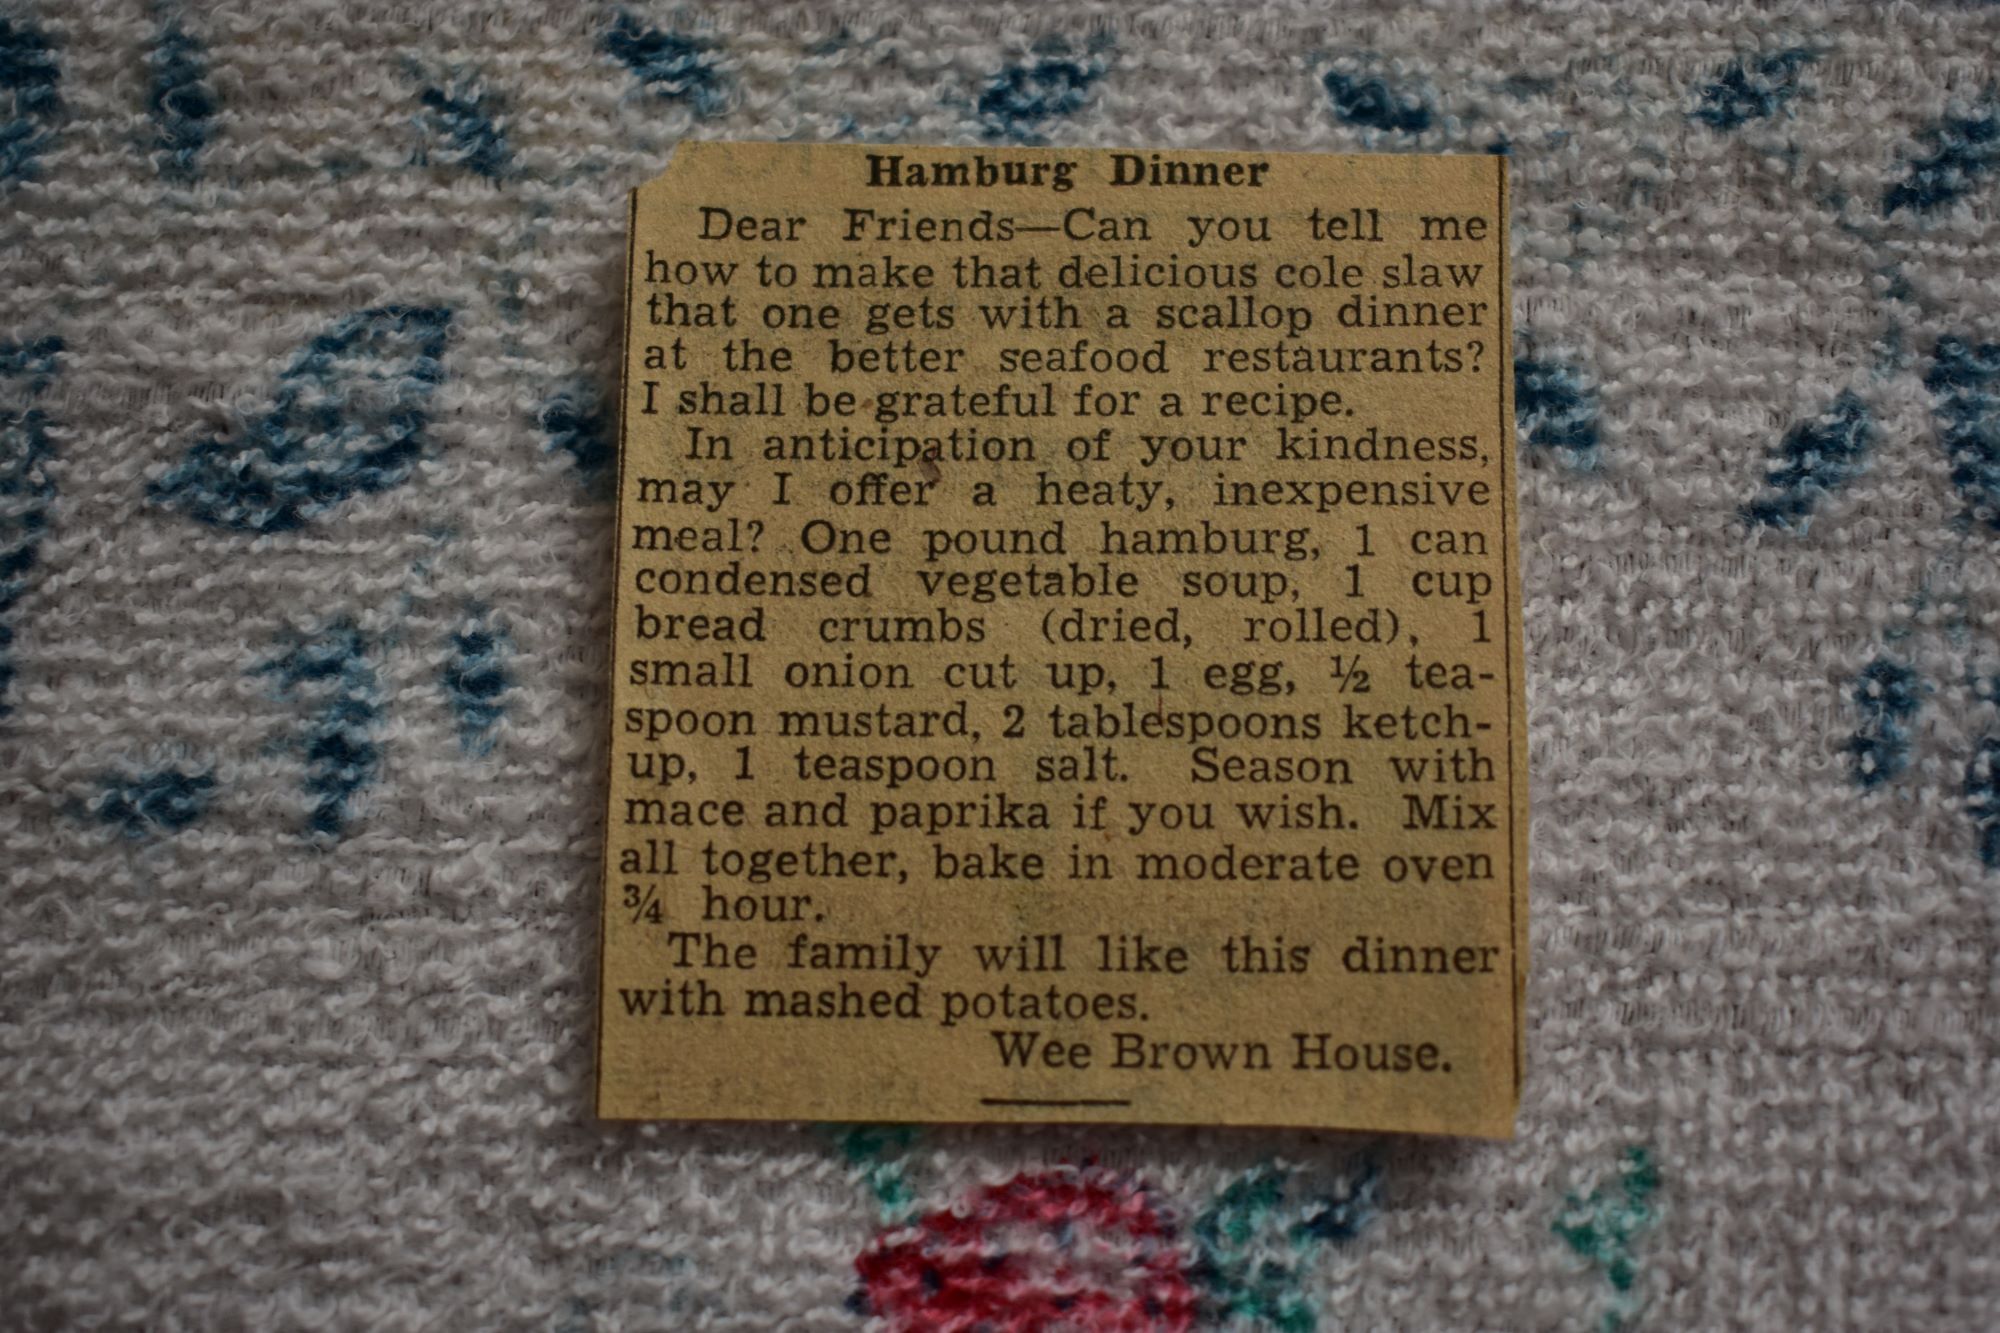 Hamburg Dinner
Dear Friends—Can you tell me
how to make that delicious cole slaw
that one gets with a scallop dinner
at the better seafood restaurants?
I shall be grateful for a recipe.
In anticipation of your kindness,
may I offer a heaty, inexpensive
meal? One pound hamburg, 1 can
condensed vegetable soup, 1 cup
bread crumbs (dried, rolled), 1
small onion cut up, 1 egg, ½ tea-
spoon mustard, 2 tablespoons ketch-
up, 1 teaspoon salt. Season with
mace and paprika if you wish. Mix
all together, bake in moderate oven
¾ hour.
The family will like this dinner
with mashed potatoes.
Wee Brown House.